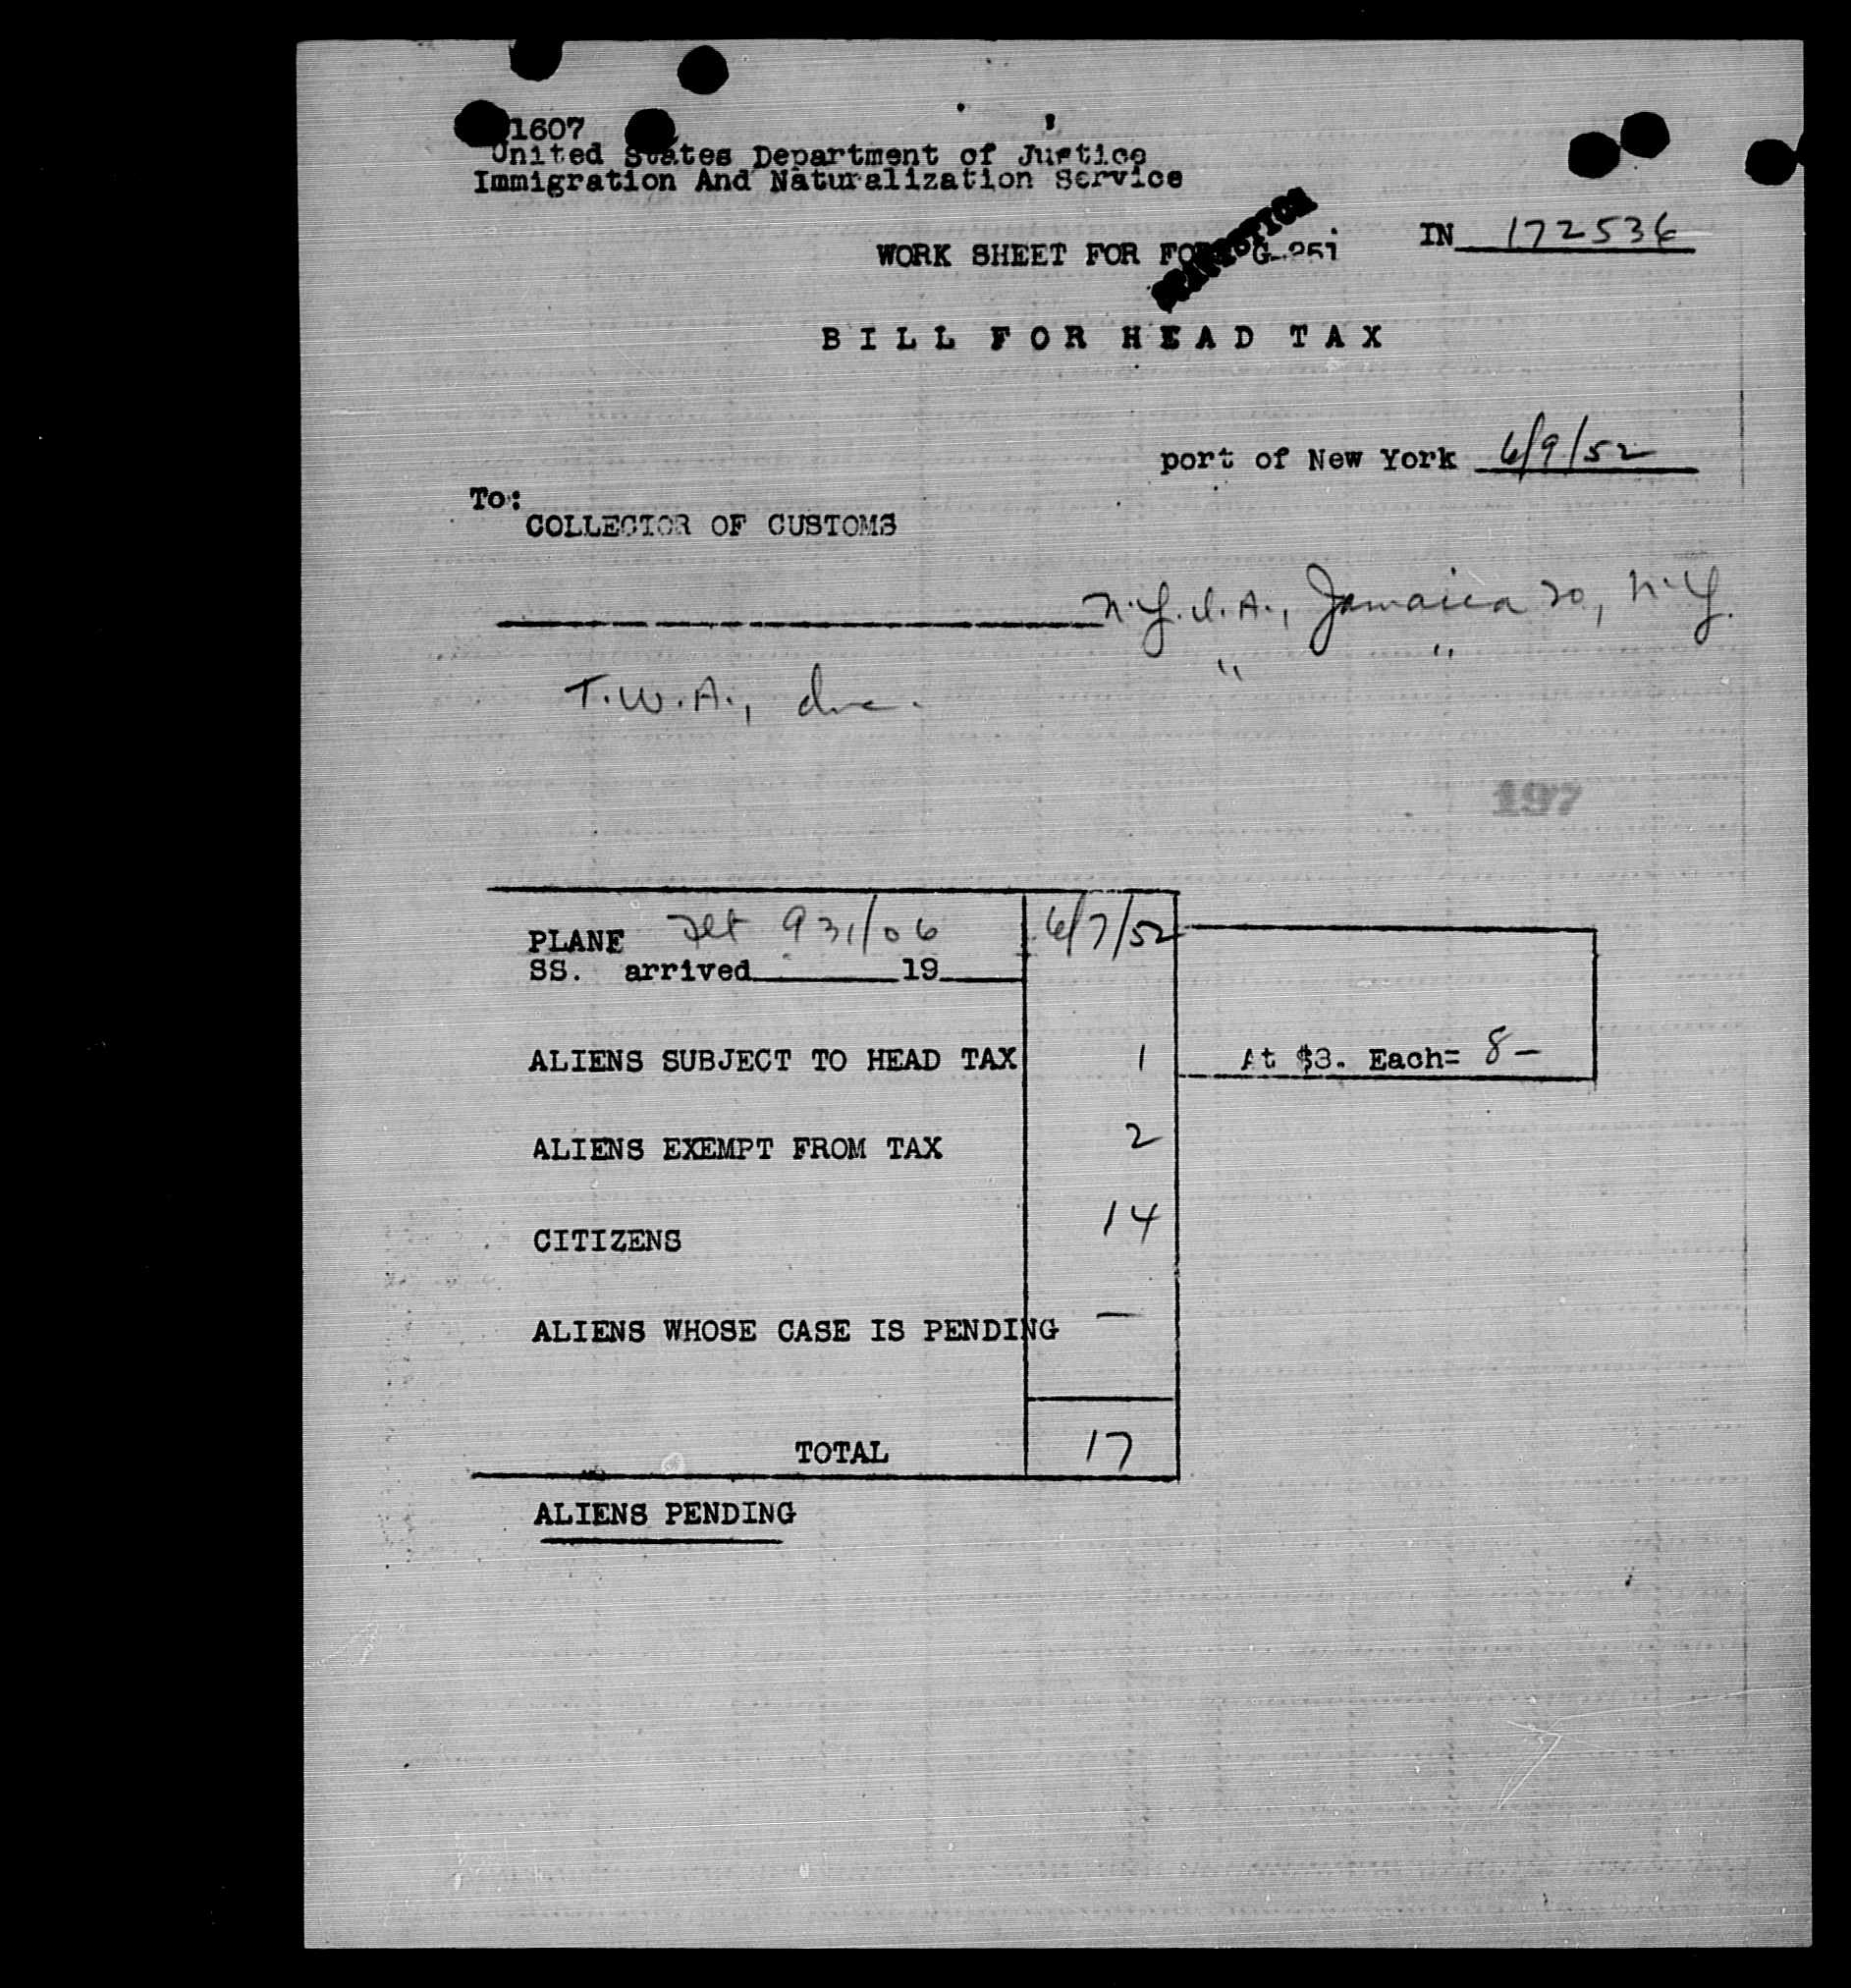 1607
United States Department of Justice
Immigration And Naturalization Service
WORK SHEET FOR FORM G-251
IN 172536
BILL FOR HEAD TAX
port of New York 6/9/52
To:
COLLECTOR OF CUSTOMS
N.Y.I.A., Jamaica 20, N.Y.
" "
T.W.A., Inc.
197
PLANE Flt 931/06 6/7/52
SS. arrived 19
ALIENS SUBJECT TO HEAD TAX 1 At $8. Each= 8–
ALIENS EXEMPT FROM TAX 2
CITIZENS 14
ALIENS WHOSE CASE IS PENDING —
TOTAL 17
ALIENS PENDING